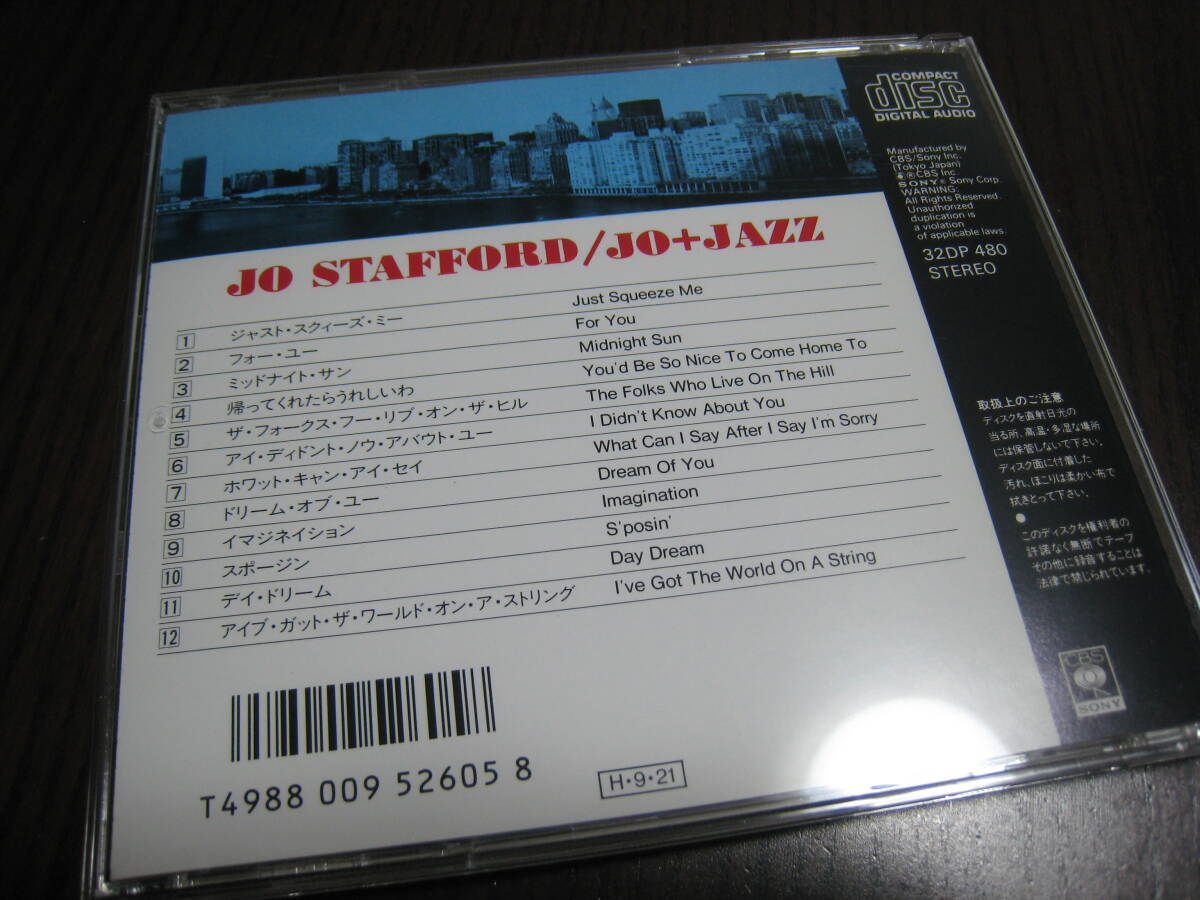 COMPACT
disc
DIGITAL AUDIO
Manufactured by
CBS/Sony Inc.
(Tokyo Japan)
℗CBS Inc.
SONY® Sony Corp.
WARNING:
All Rights Reserved.
Unauthorized
duplication is
a violation
of applicable laws.
32DP 480
STEREO
JO STAFFORD/JO+JAZZ
1 ジャスト・スクィーズ・ミー Just Squeeze Me
2 フォー・ユー For You
3 ミッドナイト・サン Midnight Sun
4 帰ってくれたらうれしいわ You'd Be So Nice To Come Home To
5 ザ・フォークス・フー・リブ・オン・ザ・ヒル The Folks Who Live On The Hill
6 アイ・ディドント・ノウ・アバウト・ユー I Didn't Know About You
7 ホワット・キャン・アイ・セイ What Can I Say After I Say I'm Sorry
8 ドリーム・オブ・ユー Dream Of You
9 イマジネイション Imagination
10 スポージン S'posin'
11 デイ・ドリーム Day Dream
12 アイブ・ガット・ザ・ワールド・オン・ア・ストリング I've Got The World On A String
取扱上のご注意
ディスクを直射日光の
当る所、高温・多湿な場所
には保管しないで下さい。
ディスク面に付着した
汚れ、ほこりは柔かい布で
拭きとって下さい。
●
このディスクを権利者の
許諾なく無断でテープ
その他に録音することは
法律で禁じられています。
CBS
SONY
T4988 009 52605 8
H・9・21